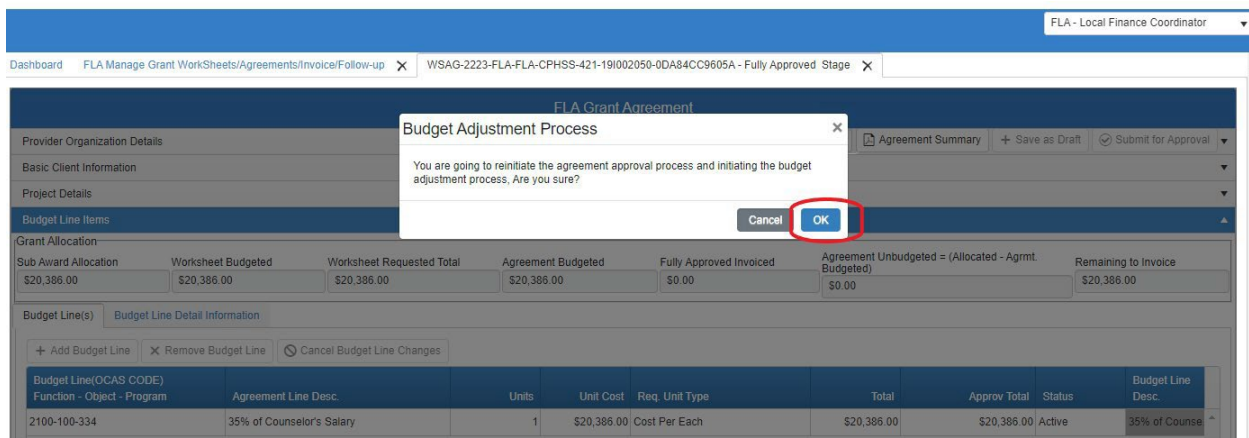 FLA - Local Finance Coordinator
Dashboard FLA Manage Grant WorkSheets/Agreements/Invoice/Follow-up X WSAG-2223-FLA-FLA-CPHSS-421-19I002050-0DA84CC9605A - Fully Approved Stage X
FLA Grant Agreement
Budget Adjustment Process ×
You are going to reinitiate the agreement approval process and initiating the budget
adjustment process, Are you sure?
Cancel OK
Provider Organization Details
Agreement Summary + Save as Draft Submit for Approval
Basic Client Information
Project Details
Budget Line Items
Grant Allocation
Sub Award Allocation Worksheet Budgeted Worksheet Requested Total Agreement Budgeted Fully Approved Invoiced Agreement Unbudgeted = (Allocated - Agrmt. Budgeted) Remaining to Invoice
$20,386.00 $20,386.00 $20,386.00 $20,386.00 $0.00 $0.00 $20,386.00
Budget Line(s) Budget Line Detail Information
+ Add Budget Line X Remove Budget Line Cancel Budget Line Changes
Budget Line(OCAS CODE) Function - Object - Program Agreement Line Desc. Units Unit Cost Req. Unit Type Total Approv Total Status Budget Line Desc.
2100-100-334 35% of Counselor's Salary 1 $20,386.00 Cost Per Each $20,386.00 $20,386.00 Active 35% of Counse